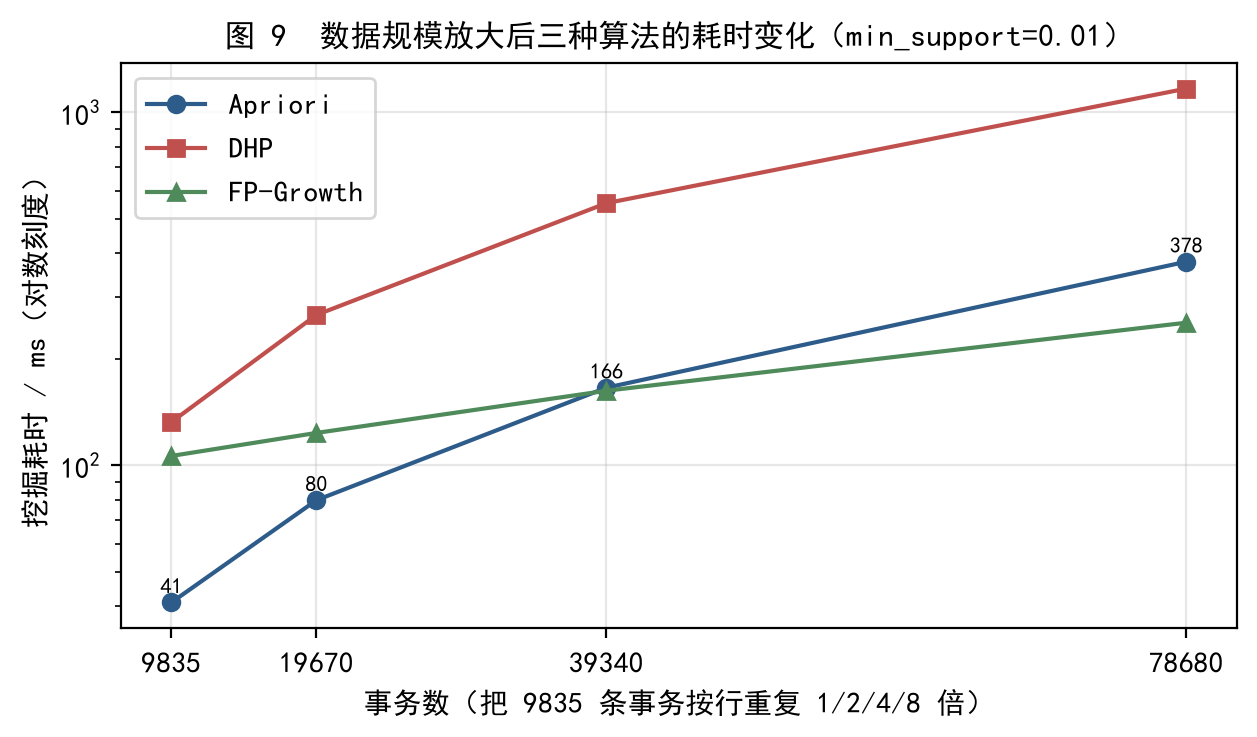 图 9  数据规模放大后三种算法的耗时变化（min_support=0.01）
Apriori
DHP
FP-Growth
挖掘耗时 / ms（对数刻度）
10³
10²
41
80
166
378
9835
19670
39340
78680
事务数（把 9835 条事务按行重复 1/2/4/8 倍）